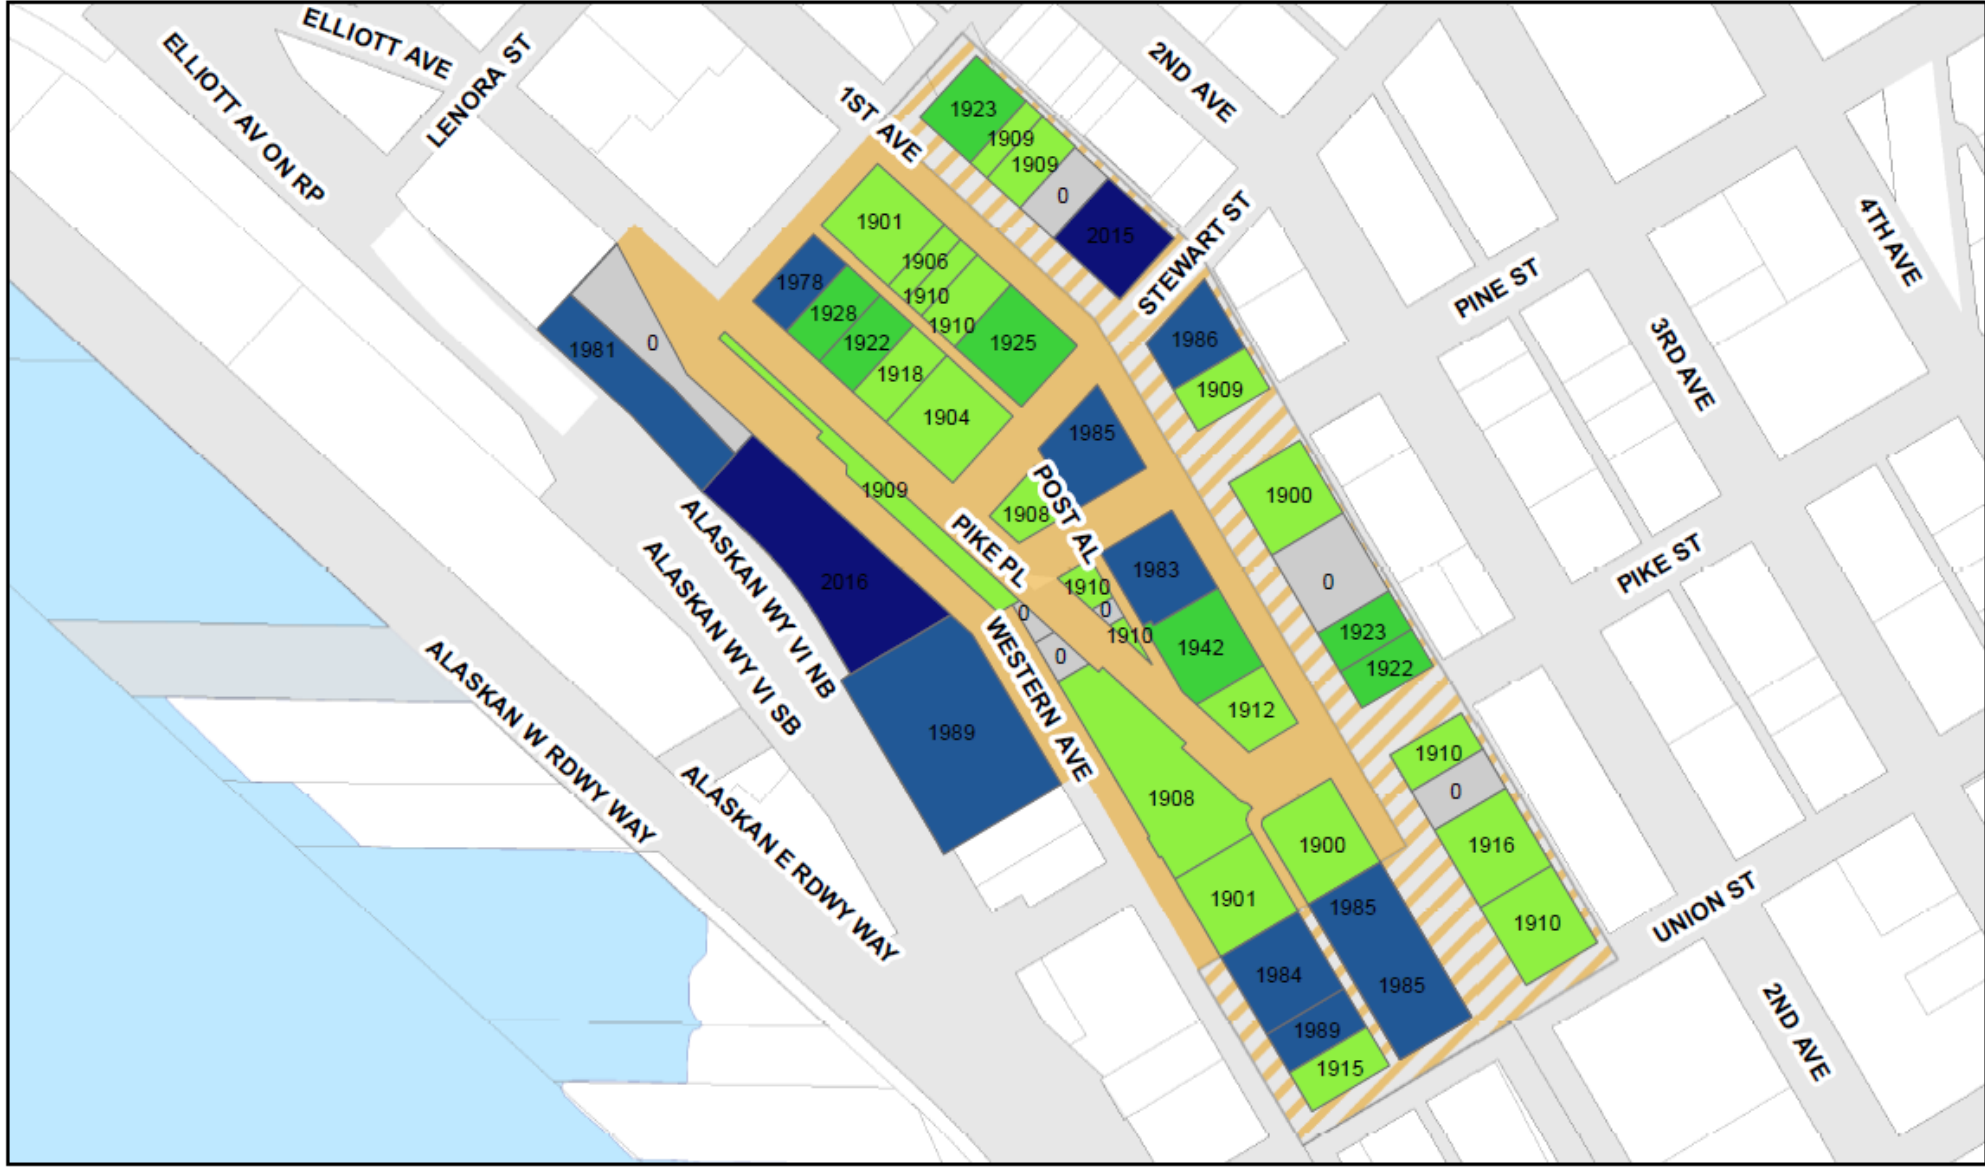 ELLIOTT AVE
ELLIOTT AV ON RP
LENORA ST
1ST AVE
2ND AVE
STEWART ST
PINE ST
4TH AVE
3RD AVE
PIKE ST
UNION ST
2ND AVE
1923
1909
1909
0
2015
1901
1906
1910
1910
1925
1978
1928
1922
1918
1904
1981
0
1986
1909
1985
1909
1908
POST AL
PIKE PL
1900
0
1923
1922
2016
1983
1910
0
1910
1942
1912
0
0
WESTERN AVE
1989
ALASKAN WY VI NB
ALASKAN WY VI SB
ALASKAN W RDWY WAY
ALASKAN E RDWY WAY
1910
0
1916
1910
1908
1900
1901
1985
1985
1984
1989
1915